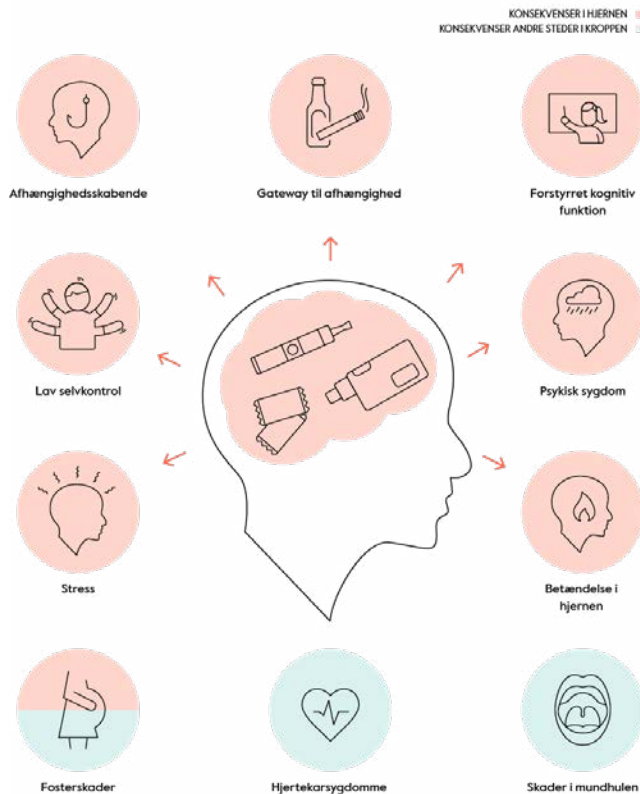 KONSEKVENSER I HJERNEN
KONSEKVENSER ANDRE STEDER I KROPPEN
Afhængighedsskabende
Gateway til afhængighed
Forstyrret kognitiv
funktion
Lav selvkontrol
Psykisk sygdom
Stress
Betændelse i
hjernen
Fosterskader
Hjertekarsygdomme
Skader i mundhulen